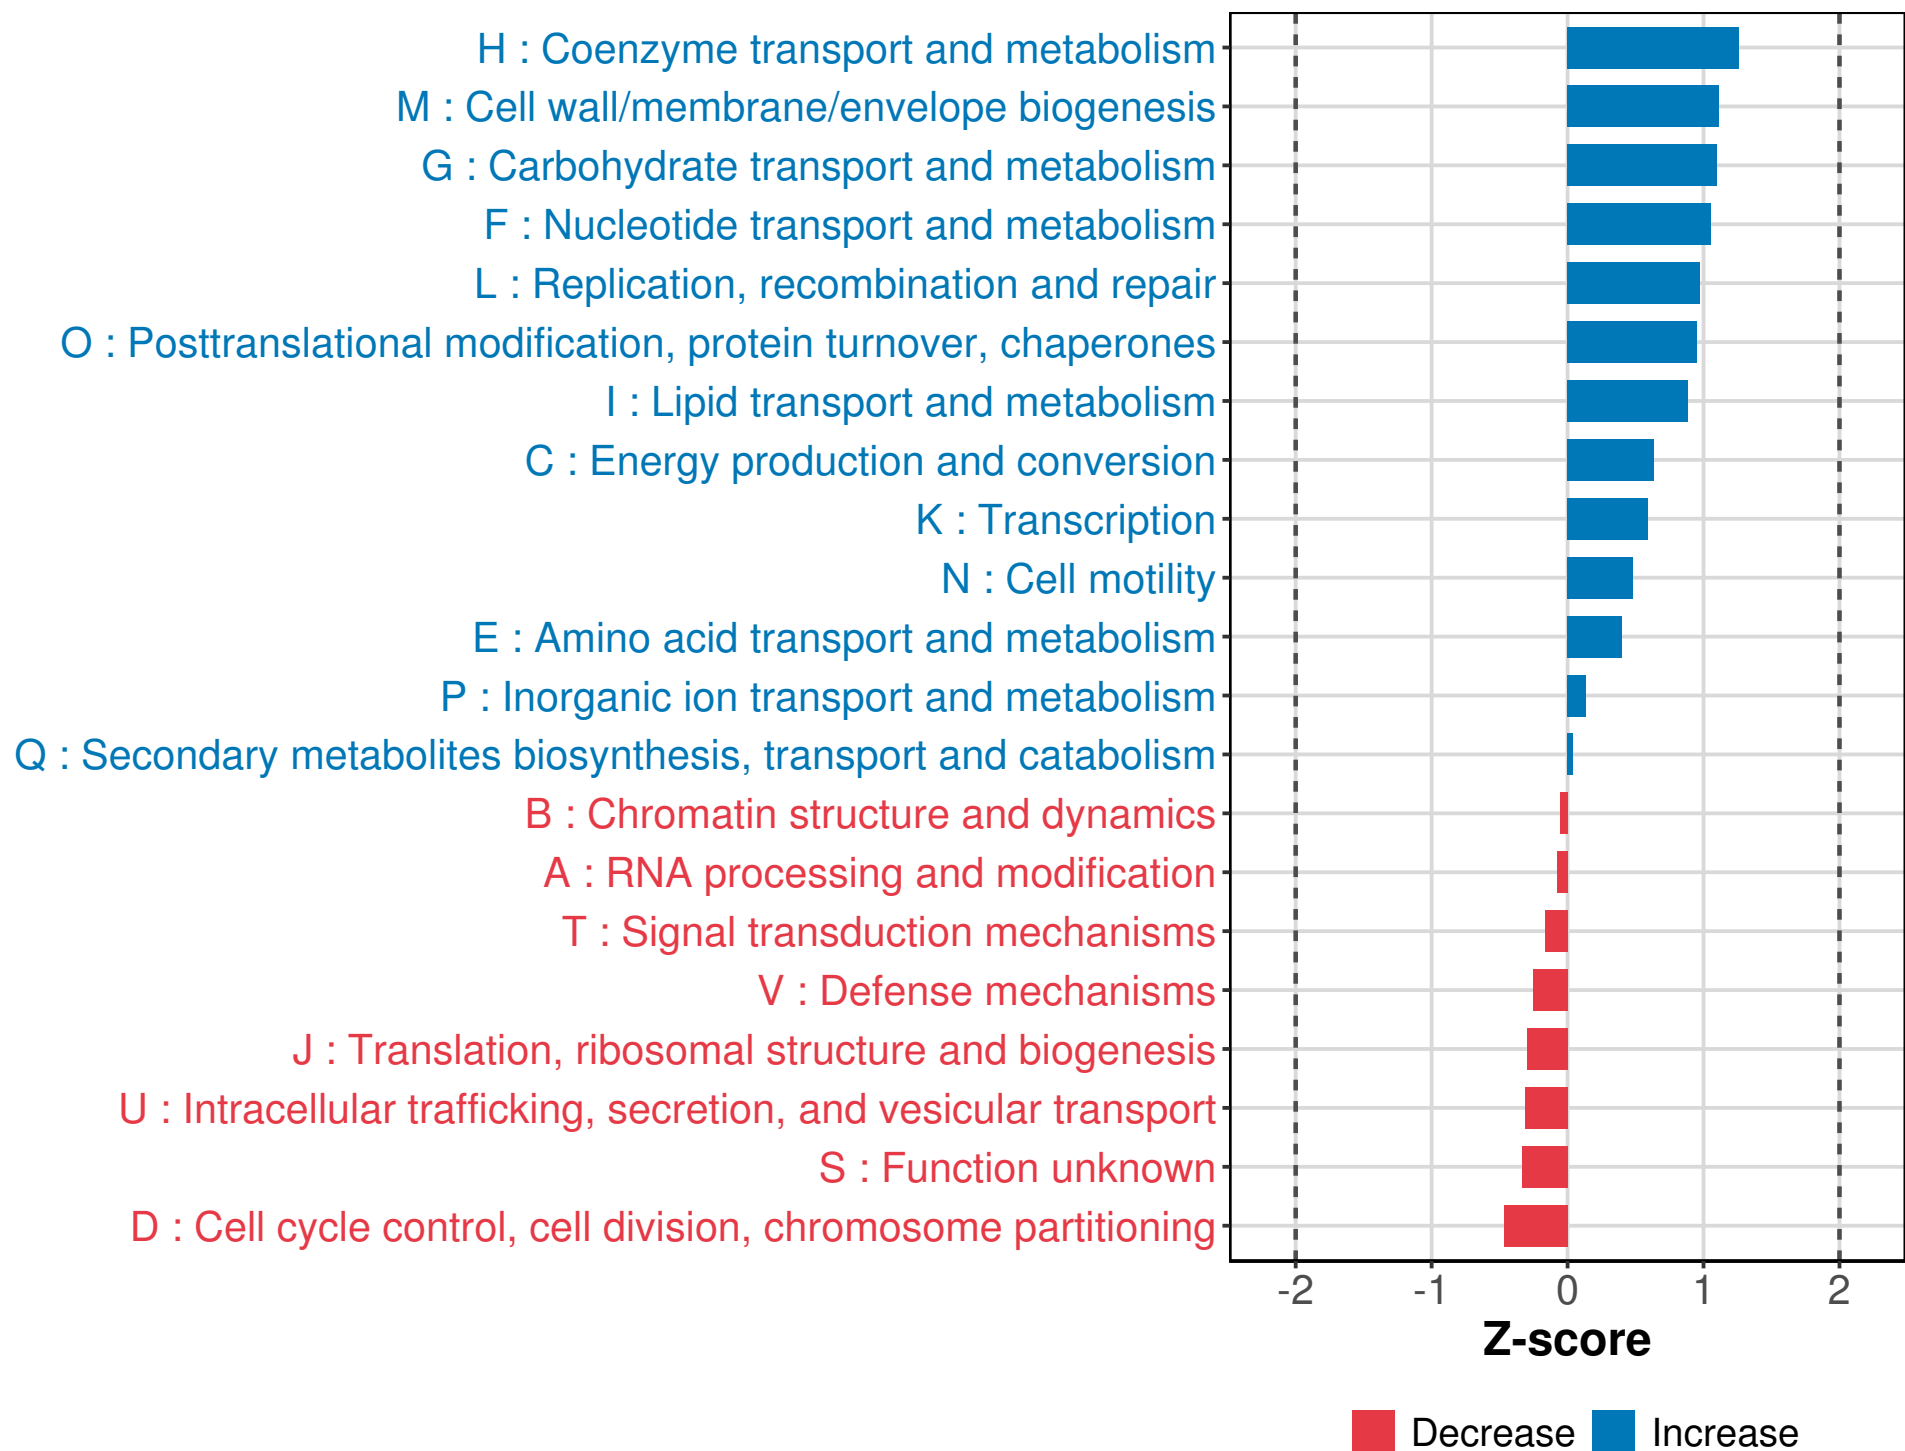 H : Coenzyme transport and metabolism
M : Cell wall/membrane/envelope biogenesis
G : Carbohydrate transport and metabolism
F : Nucleotide transport and metabolism
L : Replication, recombination and repair
O : Posttranslational modification, protein turnover, chaperones
I : Lipid transport and metabolism
C : Energy production and conversion
K : Transcription
N : Cell motility
E : Amino acid transport and metabolism
P : Inorganic ion transport and metabolism
Q : Secondary metabolites biosynthesis, transport and catabolism
B : Chromatin structure and dynamics
A : RNA processing and modification
T : Signal transduction mechanisms
V : Defense mechanisms
J : Translation, ribosomal structure and biogenesis
U : Intracellular trafficking, secretion, and vesicular transport
S : Function unknown
D : Cell cycle control, cell division, chromosome partitioning
-2 -1 0 1 2
Z-score
Decrease Increase